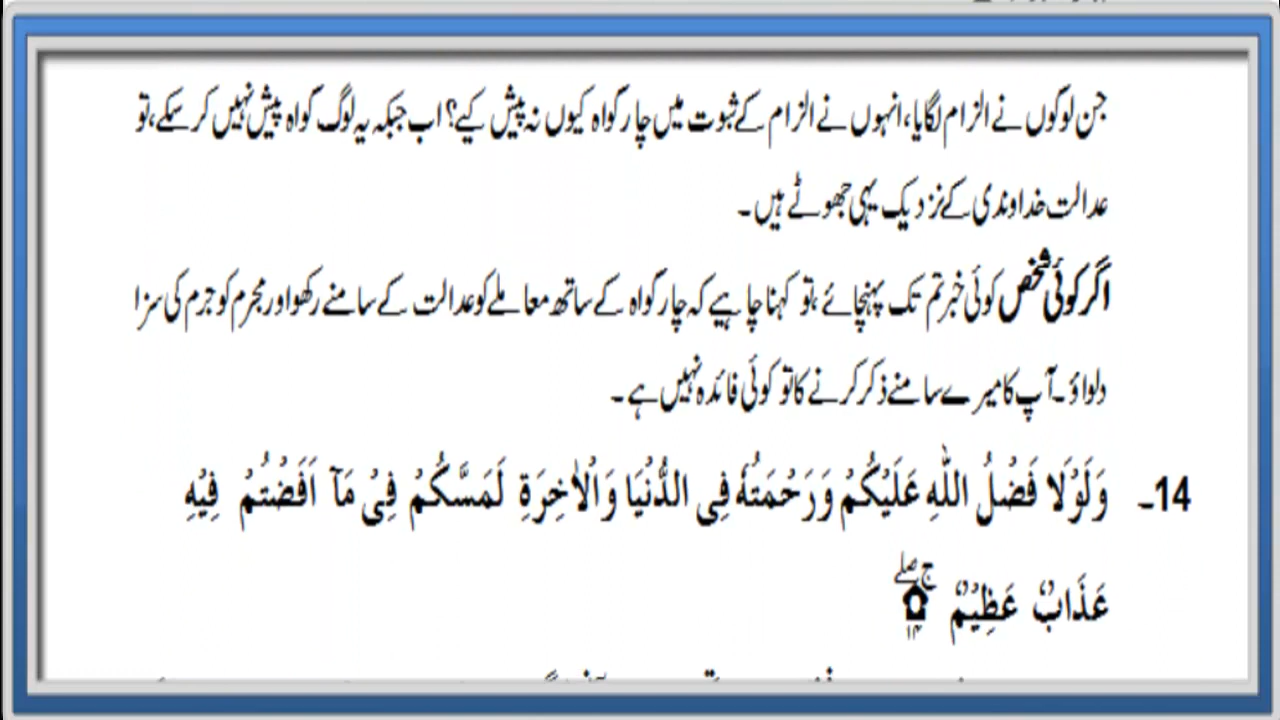 جن لوگوں نے الزام لگایا، انہوں نے الزام کے ثبوت میں چار گواہ کیوں نہ پیش کیے؟ اب جبکہ یہ لوگ گواہ پیش نہیں کر سکے، تو
عدالت خداوندی کے نزدیک یہی جھوٹے ہیں۔
اگر کوئی شخص کوئی خبر تم تک پہنچائے، تو کہنا چاہیے کہ چار گواہ کے ساتھ معاملے کو عدالت کے سامنے رکھو اور مجرم کو جرم کی سزا
دلواؤ۔ آپ کا میرے سامنے ذکر کرنے کا تو کوئی فائدہ نہیں ہے۔
14۔ وَلَوْلَا فَضْلُ اللّٰهِ عَلَيْكُمْ وَرَحْمَتُهٗ فِى الدُّنْيَا وَالْاٰخِرَةِ لَمَسَّكُمْ فِىْ مَآ اَفَضْتُمْ فِيْهِ
عَذَابٌ عَظِيْمٌ ۱۴ ج صلے